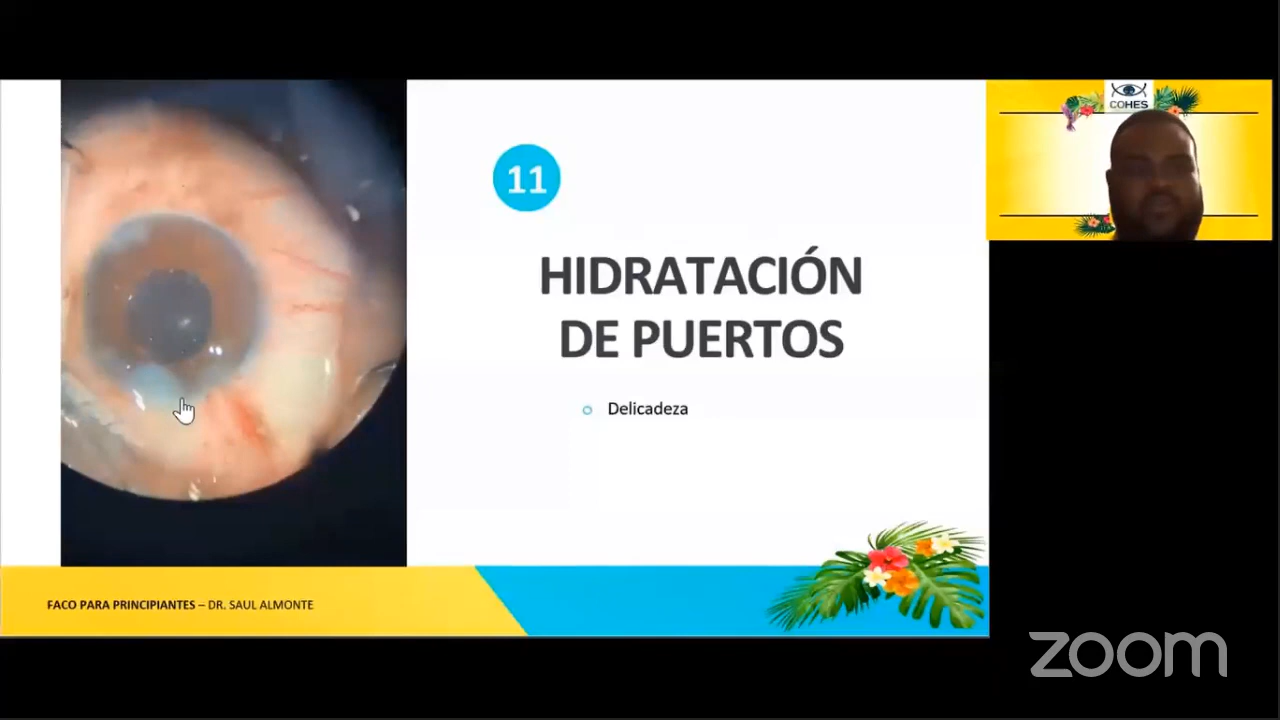 11
HIDRATACIÓN
DE PUERTOS
Delicadeza
FACO PARA PRINCIPIANTES – DR. SAUL ALMONTE
COHES
zoom